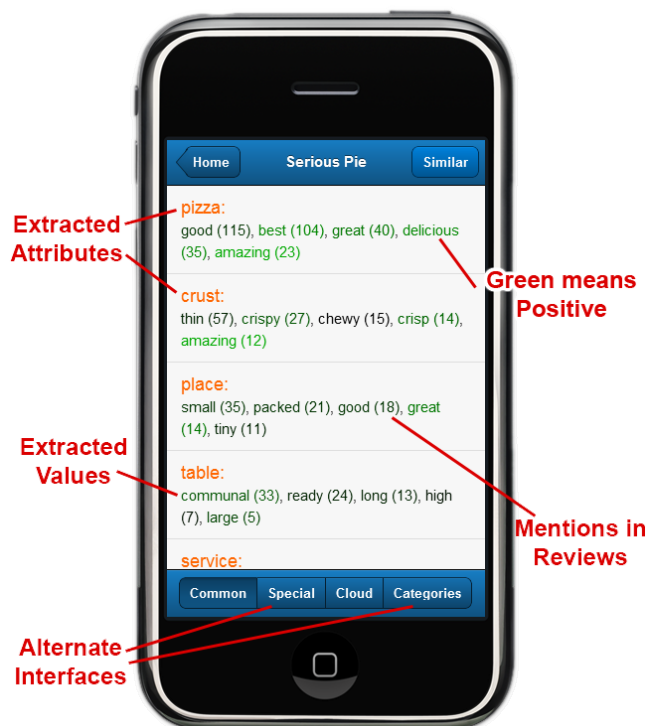 Home
Serious Pie
Similar
pizza:
good (115), best (104), great (40), delicious
(35), amazing (23)
crust:
thin (57), crispy (27), chewy (15), crisp (14),
amazing (12)
place:
small (35), packed (21), good (18), great
(14), tiny (11)
table:
communal (33), ready (24), long (13), high
(7), large (5)
service:
Common
Special
Cloud
Categories
Extracted
Attributes
Green means
Positive
Extracted
Values
Mentions in
Reviews
Alternate
Interfaces